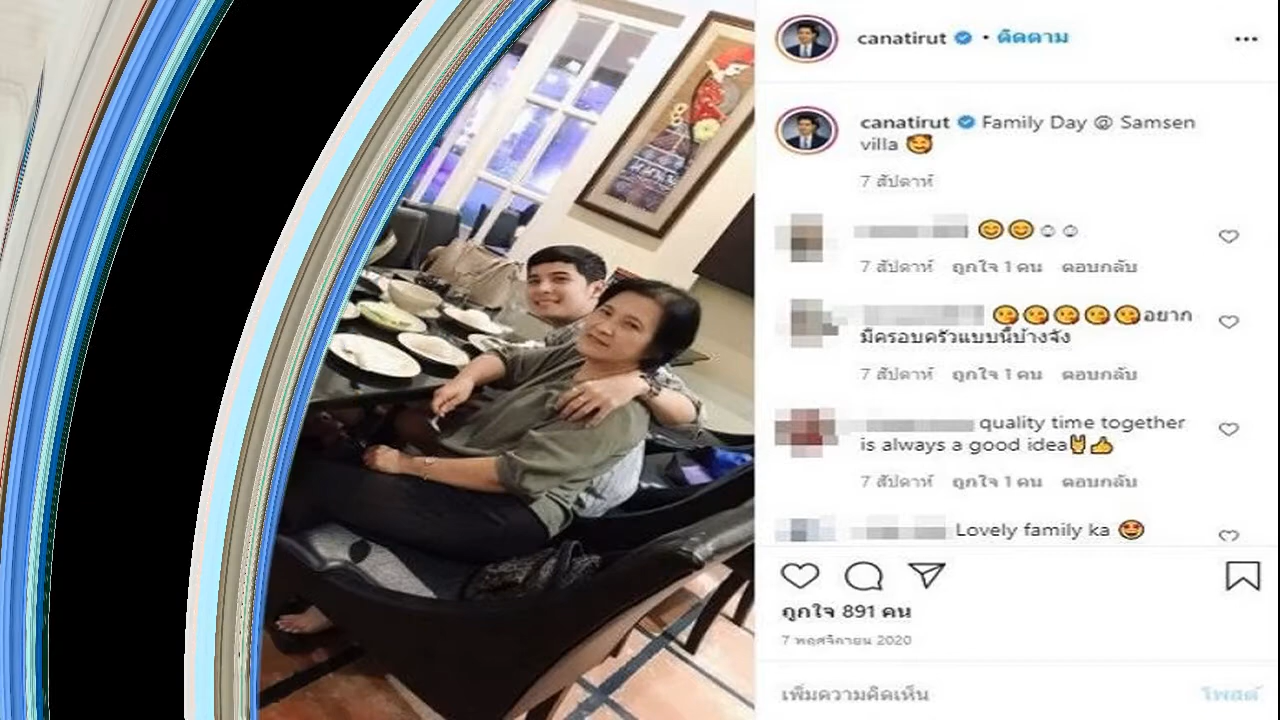 canatirut • ติดตาม
canatirut Family Day @ Samsen
villa 🥰
7 สัปดาห์
😊😊☺☺
7 สัปดาห์ ถูกใจ 1 คน ตอบกลับ
😋😋😋😋😋อยาก
มีครอบครัวแบบนี้บ้างจัง
7 สัปดาห์ ถูกใจ 1 คน ตอบกลับ
quality time together
is always a good idea🤘👍
7 สัปดาห์ ถูกใจ 1 คน ตอบกลับ
Lovely family ka 🤩
ถูกใจ 891 คน
7 พฤศจิกายน 2020
เพิ่มความคิดเห็น โพสต์